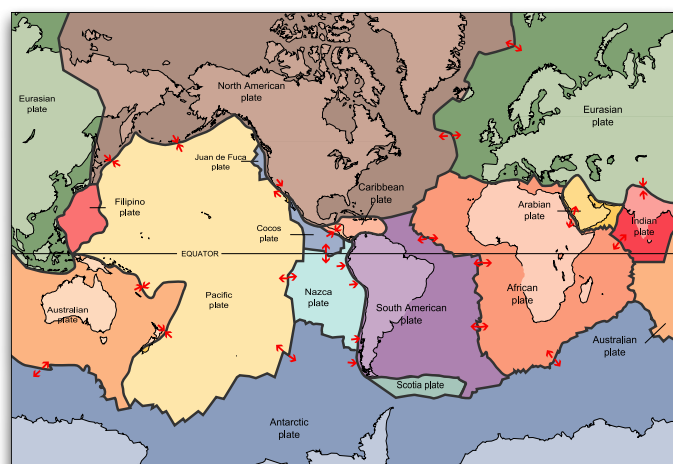 North American
plate
Eurasian
plate
Eurasian
plate
Juan de Fuca
plate
Caribbean
plate
Filipino
plate
Arabian
plate
Cocos
plate
Indian
plate
EQUATOR
Pacific
plate
Nazca
plate
African
plate
Australian
plate
South American
plate
Australian
plate
Scotia plate
Antarctic
plate